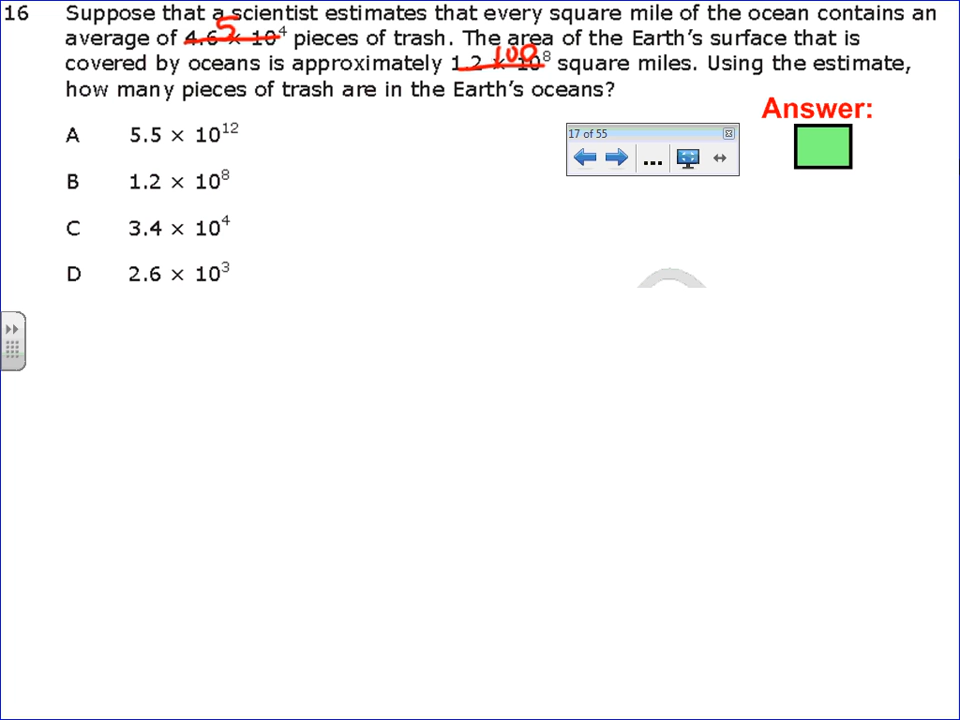 16 Suppose that a scientist estimates that every square mile of the ocean contains an
5
average of 4.6 × 10⁴ pieces of trash. The area of the Earth's surface that is
100
covered by oceans is approximately 1.2 × 10⁸ square miles. Using the estimate,
how many pieces of trash are in the Earth's oceans?
Answer:
A 5.5 × 10¹²
17 of 55
B 1.2 × 10⁸
C 3.4 × 10⁴
D 2.6 × 10³